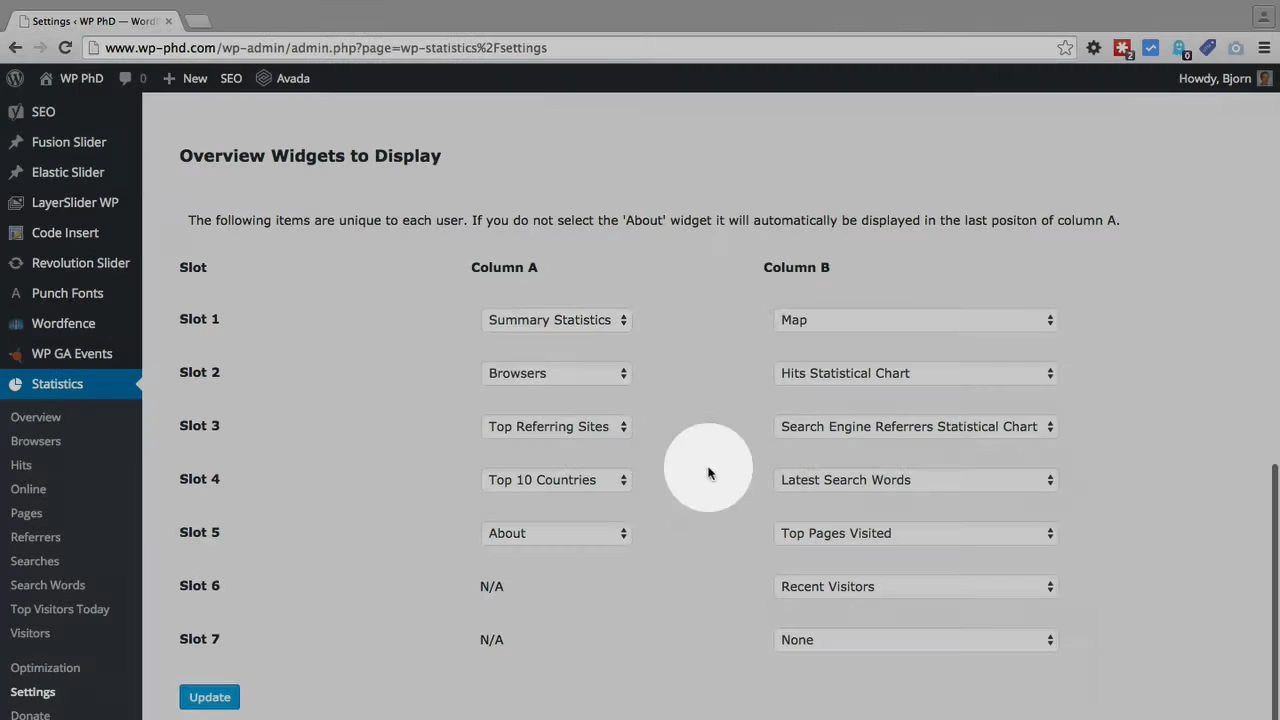 Settings ‹ WP PhD — Word
www.wp-phd.com/wp-admin/admin.php?page=wp-statistics%2Fsettings
2
0
WP PhD 0 New SEO Avada Howdy, Bjorn
SEO
Fusion Slider
Elastic Slider
LayerSlider WP
Code Insert
Revolution Slider
Punch Fonts
Wordfence
WP GA Events
Statistics
Overview
Browsers
Hits
Online
Pages
Referrers
Searches
Search Words
Top Visitors Today
Visitors
Optimization
Settings
Donate
Overview Widgets to Display
The following items are unique to each user. If you do not select the 'About' widget it will automatically be displayed in the last positon of column A.
Slot Column A Column B
Slot 1 Summary Statistics Map
Slot 2 Browsers Hits Statistical Chart
Slot 3 Top Referring Sites Search Engine Referrers Statistical Chart
Slot 4 Top 10 Countries Latest Search Words
Slot 5 About Top Pages Visited
Slot 6 N/A Recent Visitors
Slot 7 N/A None
Update